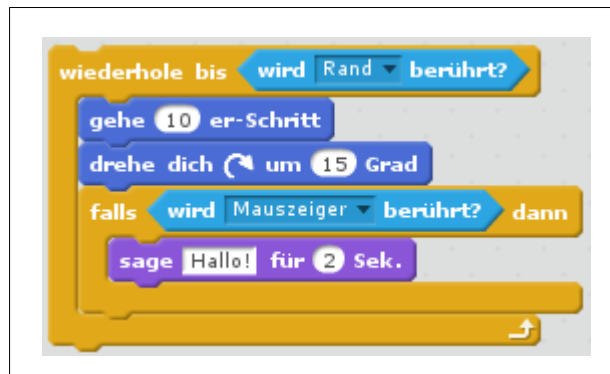 wiederhole bis wird Rand berührt?
gehe 10 er-Schritt
drehe dich um 15 Grad
falls wird Mauszeiger berührt? dann
sage Hallo! für 2 Sek.